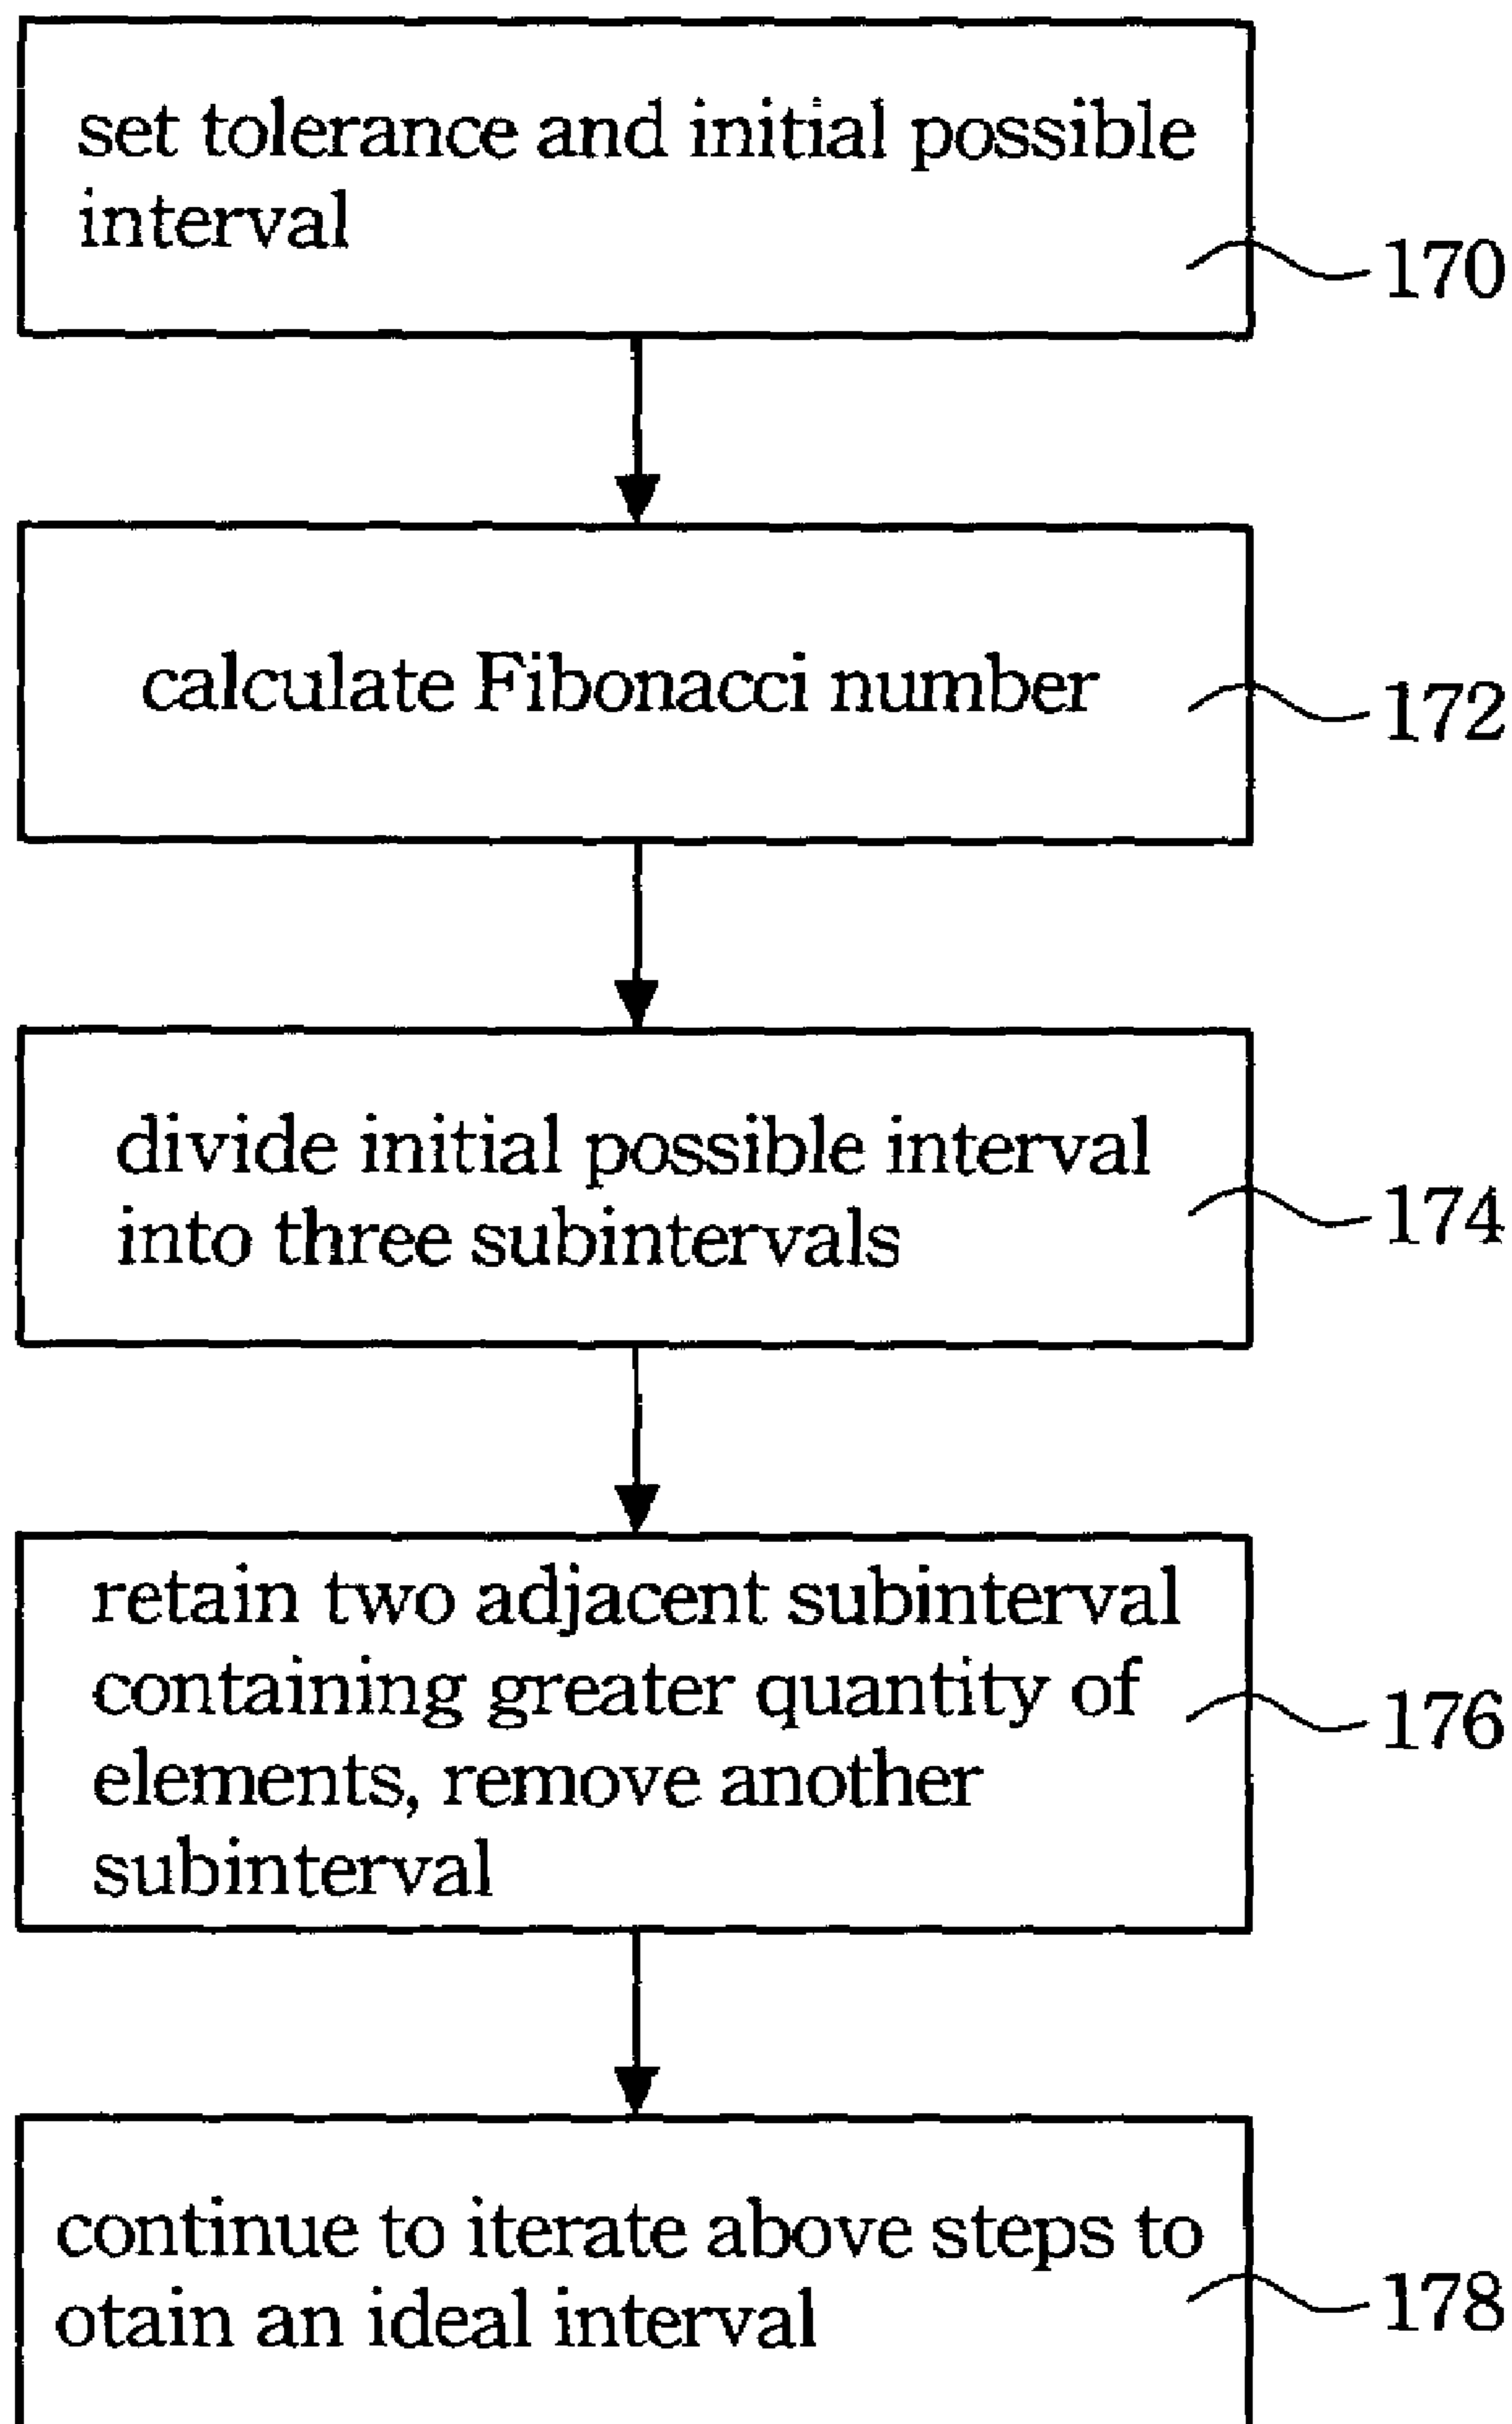 set tolerance and initial possible
interval
170
calculate Fibonacci number
172
divide initial possible interval
into three subintervals
174
retain two adjacent subinterval
containing greater quantity of
elements, remove another
subinterval
176
continue to iterate above steps to
otain an ideal interval
178